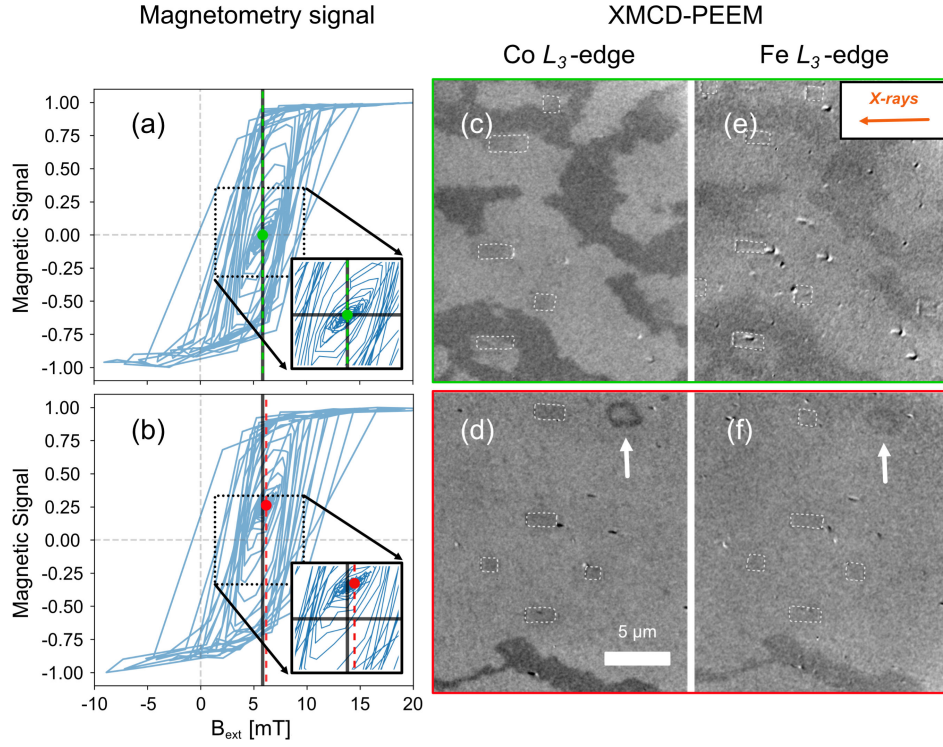 Magnetometry signal
XMCD-PEEM
Co L₃-edge
Fe L₃-edge
Magnetic Signal
1.00
0.75
0.50
0.25
0.00
-0.25
-0.50
-0.75
-1.00
(a)
(c)
(e)
X-rays
Magnetic Signal
1.00
0.75
0.50
0.25
0.00
-0.25
-0.50
-0.75
-1.00
(b)
(d)
(f)
5 μm
-10
-5
0
5
10
15
20
B_ext [mT]